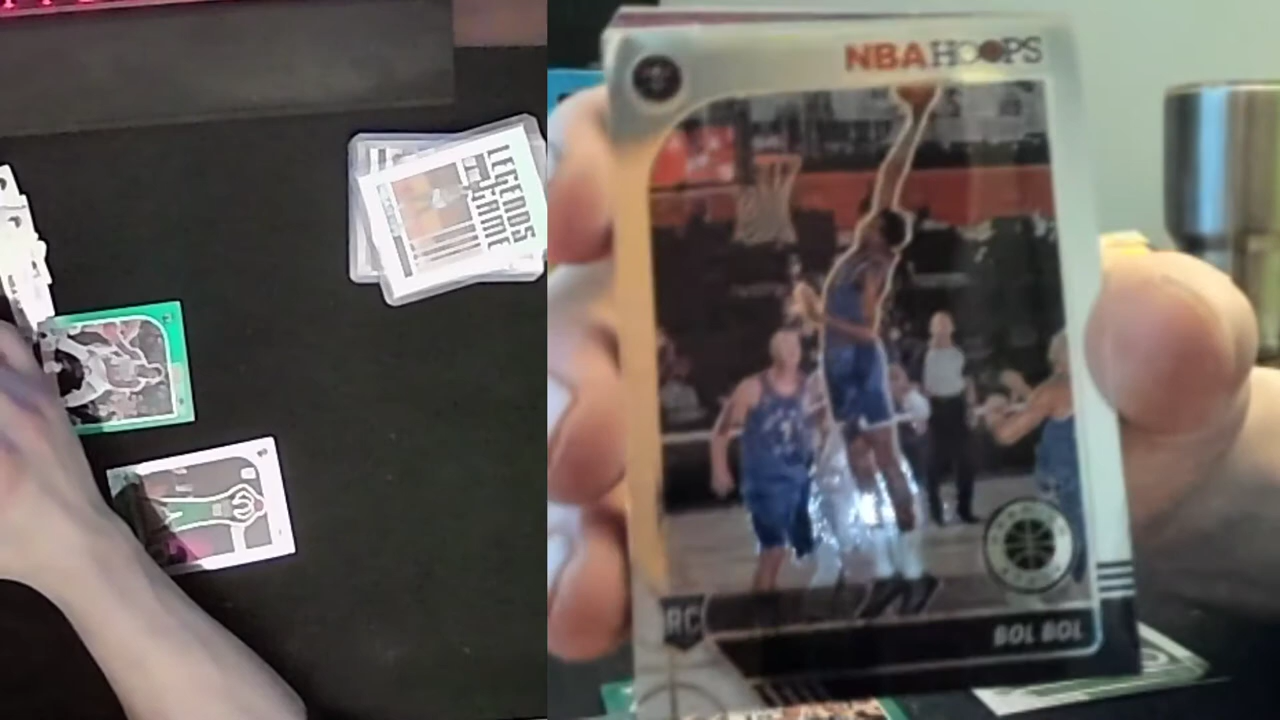 LEGENDS
OF THE
GAME
NBA HOOPS
RC
BOL BOL